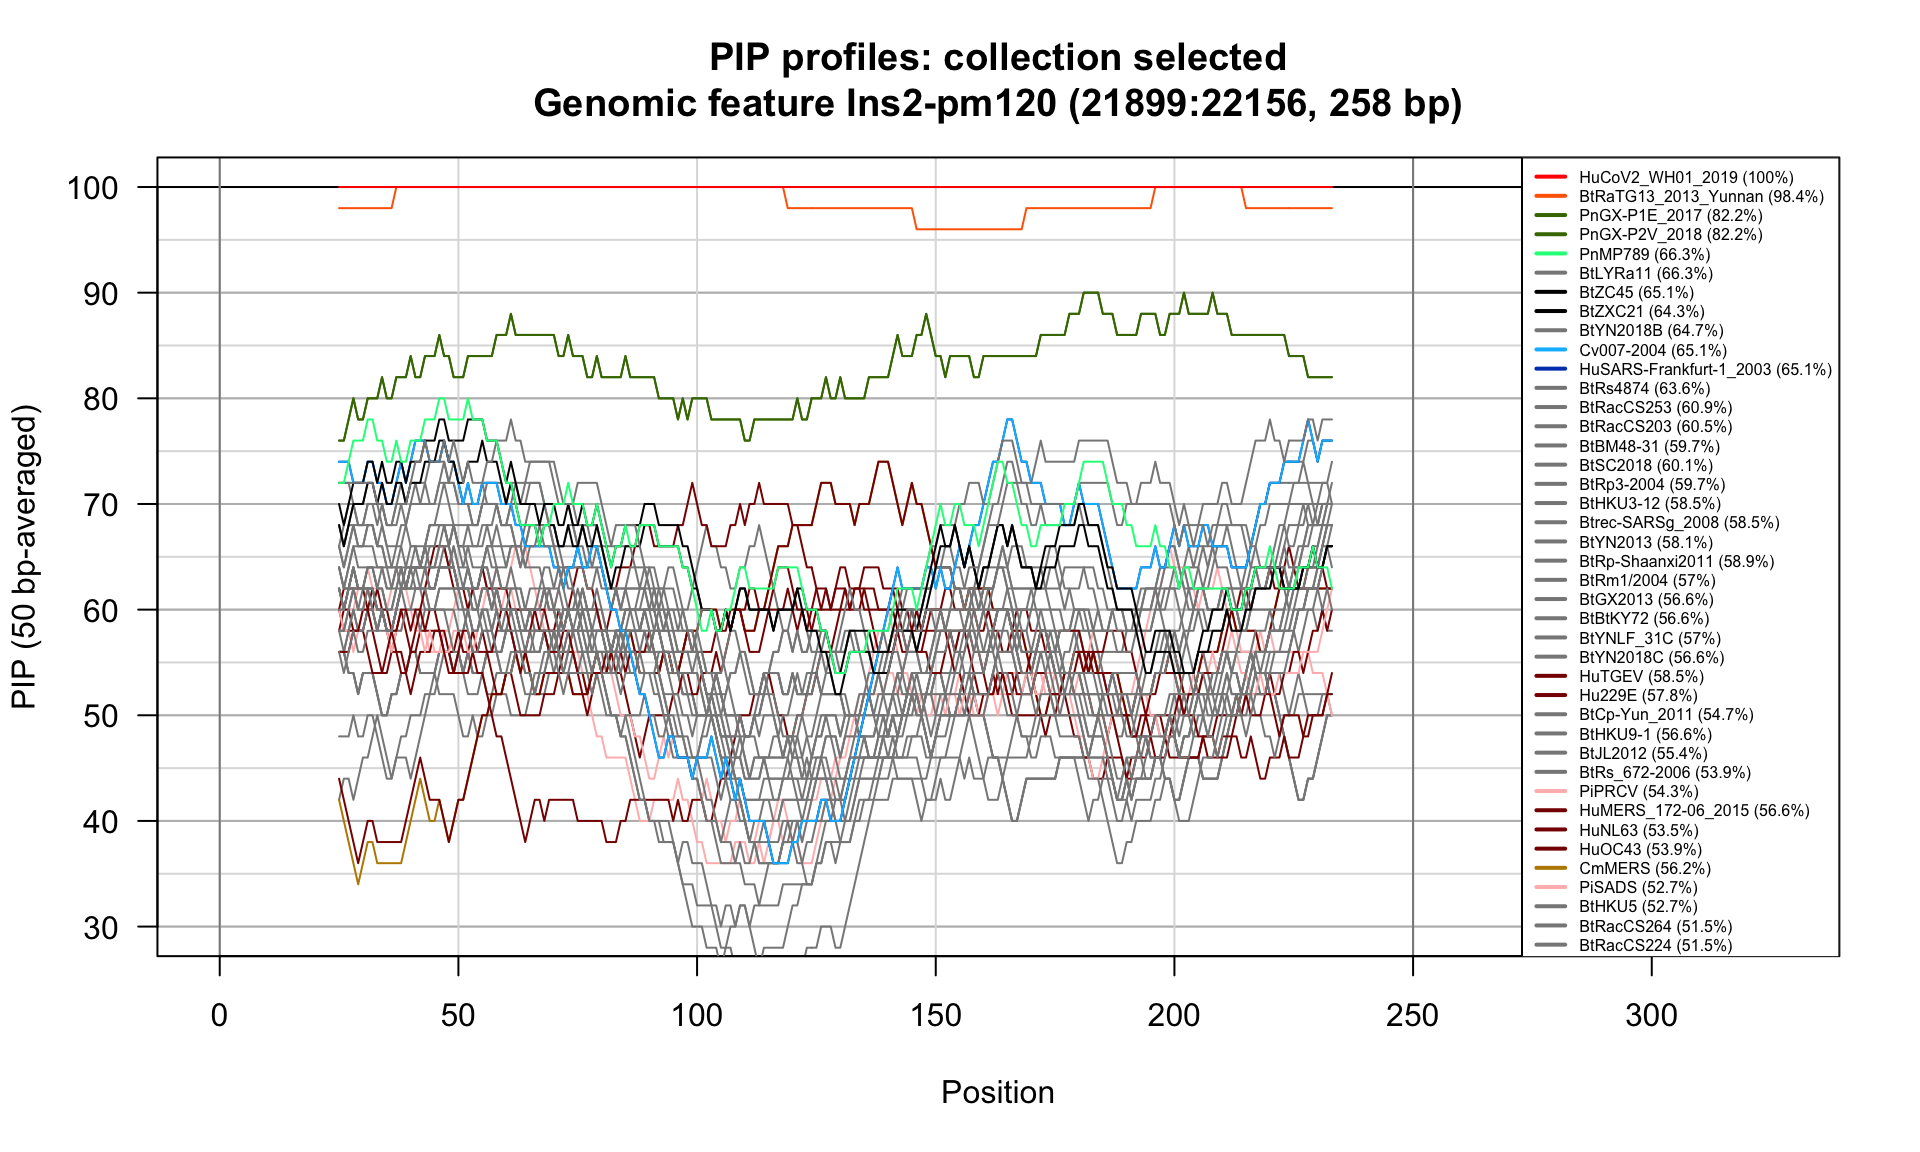 PIP profiles: collection selected
Genomic feature Ins2-pm120 (21899:22156, 258 bp)
PIP (50 bp-averaged)
100
90
80
70
60
50
40
30
0
50
100
150
200
250
300
Position
HuCoV2_WH01_2019 (100%)
BtRaTG13_2013_Yunnan (98.4%)
PnGX-P1E_2017 (82.2%)
PnGX-P2V_2018 (82.2%)
PnMP789 (66.3%)
BtLYRa11 (66.3%)
BtZC45 (65.1%)
BtZXC21 (64.3%)
BtYN2018B (64.7%)
Cv007-2004 (65.1%)
HuSARS-Frankfurt-1_2003 (65.1%)
BtRs4874 (63.6%)
BtRacCS253 (60.9%)
BtRacCS203 (60.5%)
BtBM48-31 (59.7%)
BtSC2018 (60.1%)
BtRp3-2004 (59.7%)
BtHKU3-12 (58.5%)
Btrec-SARSg_2008 (58.5%)
BtYN2013 (58.1%)
BtRp-Shaanxi2011 (58.9%)
BtRm1/2004 (57%)
BtGX2013 (56.6%)
BtBtKY72 (56.6%)
BtYNLF_31C (57%)
BtYN2018C (56.6%)
HuTGEV (58.5%)
Hu229E (57.8%)
BtCp-Yun_2011 (54.7%)
BtHKU9-1 (56.6%)
BtJL2012 (55.4%)
BtRs_672-2006 (53.9%)
PiPRCV (54.3%)
HuMERS_172-06_2015 (56.6%)
HuNL63 (53.5%)
HuOC43 (53.9%)
CmMERS (56.2%)
PiSADS (52.7%)
BtHKU5 (52.7%)
BtRacCS264 (51.5%)
BtRacCS224 (51.5%)